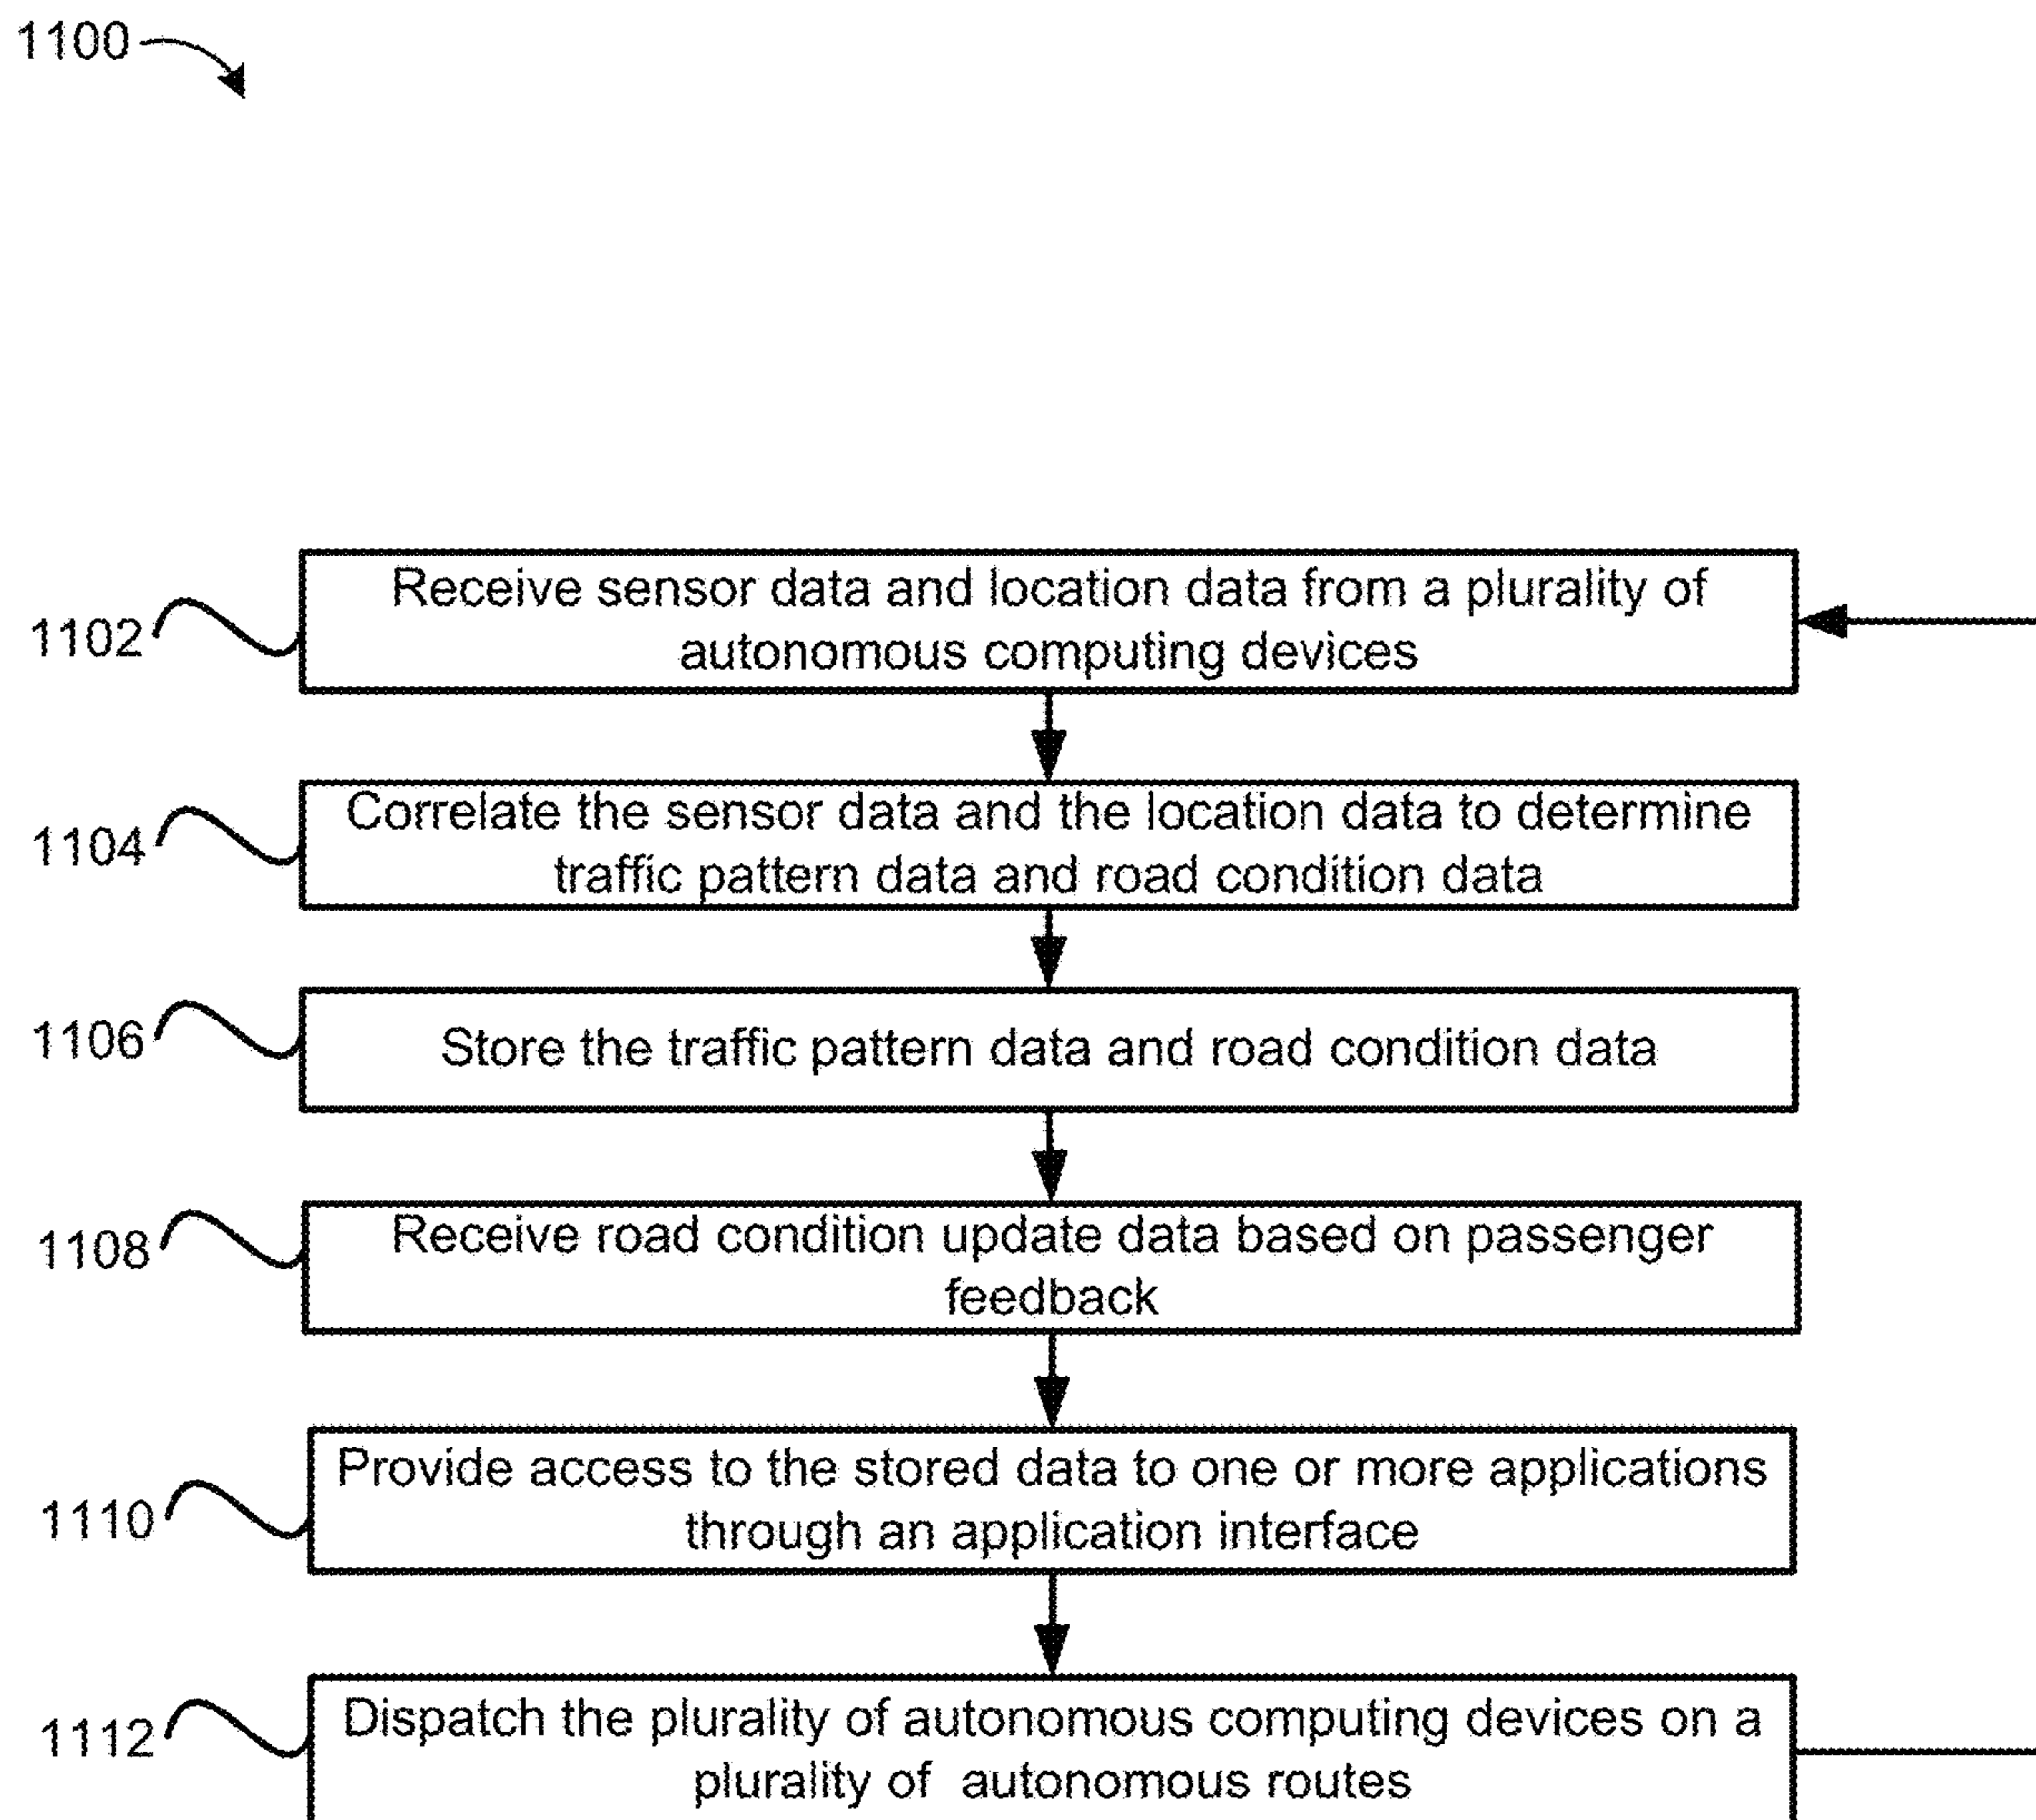 1100
1102
Receive sensor data and location data from a plurality of
autonomous computing devices
1104
Correlate the sensor data and the location data to determine
traffic pattern data and road condition data
1106
Store the traffic pattern data and road condition data
1108
Receive road condition update data based on passenger
feedback
1110
Provide access to the stored data to one or more applications
through an application interface
1112
Dispatch the plurality of autonomous computing devices on a
plurality of autonomous routes